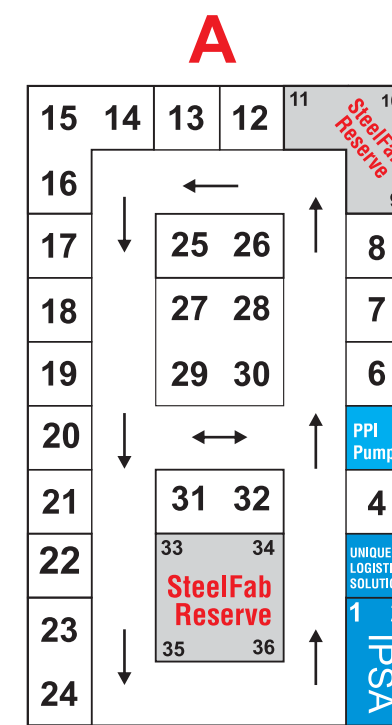 A
15 14 13 12 11
SteelFab
Reserve
16
17 25 26 8
18 27 28 7
19 29 30 6
20
PPI
Pump
21 31 32 4
22 33 34
SteelFab
Reserve
35 36
UNIQUE
SOLUTIO
23 1
IPSA
24